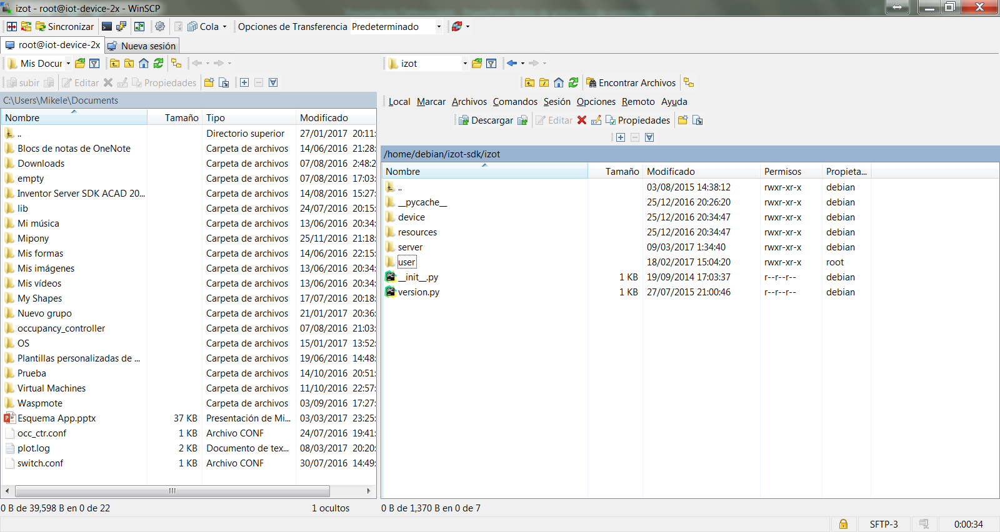 izot - root@iot-device-2x - WinSCP
Sincronizar Cola Opciones de Transferencia Predeterminado
root@iot-device-2x Nueva sesión
Mis Docur
subir Editar Propiedades
C:\Users\Mikele\Documents
Nombre Tamaño Tipo Modificado
.. Directorio superior 27/01/2017 20:11:
Blocs de notas de OneNote Carpeta de archivos 14/06/2016 21:28:
Downloads Carpeta de archivos 07/08/2016 2:48:2
empty Carpeta de archivos 07/08/2016 17:03:
Inventor Server SDK ACAD 20... Carpeta de archivos 14/08/2016 15:27:
lib Carpeta de archivos 24/07/2016 20:15:
Mi música Carpeta de archivos 13/06/2016 20:34:
Mipony Carpeta de archivos 25/11/2016 21:18:
Mis formas Carpeta de archivos 14/06/2016 22:15:
Mis imágenes Carpeta de archivos 13/06/2016 20:34:
Mis vídeos Carpeta de archivos 13/06/2016 20:34:
My Shapes Carpeta de archivos 17/07/2016 20:18:
Nuevo grupo Carpeta de archivos 21/01/2017 20:36:
occupancy_controller Carpeta de archivos 07/08/2016 21:03:
OS Carpeta de archivos 15/01/2017 13:52:
Plantillas personalizadas de ... Carpeta de archivos 19/06/2016 14:48:
Prueba Carpeta de archivos 14/10/2016 20:51:
Virtual Machines Carpeta de archivos 11/10/2016 22:57:
Waspmote Carpeta de archivos 03/09/2016 17:27:
Esquema App.pptx 37 KB Presentación de Mi... 03/03/2017 23:25:
occ_ctr.conf 1 KB Archivo CONF 24/07/2016 19:41:
plot.log 2 KB Documento de tex... 08/03/2017 20:20:
switch.conf 1 KB Archivo CONF 30/07/2016 14:49:
0 B de 39,598 B en 0 de 22 1 ocultos
izot
Encontrar Archivos
Local Marcar Archivos Comandos Sesión Opciones Remoto Ayuda
Descargar Editar Propiedades
/home/debian/izot-sdk/izot
Nombre Tamaño Modificado Permisos Propieta...
.. 03/08/2015 14:38:12 rwxr-xr-x debian
__pycache__ 25/12/2016 20:26:20 rwxr-xr-x debian
device 25/12/2016 20:34:47 rwxr-xr-x debian
resources 25/12/2016 20:34:47 rwxr-xr-x debian
server 09/03/2017 1:34:40 rwxr-xr-x debian
user 18/02/2017 15:04:20 rwxr-xr-x root
__init__.py 1 KB 19/09/2014 17:03:37 r--r--r-- debian
version.py 1 KB 27/07/2015 21:00:46 r--r--r-- debian
0 B de 1,370 B en 0 de 7
SFTP-3 0:00:34